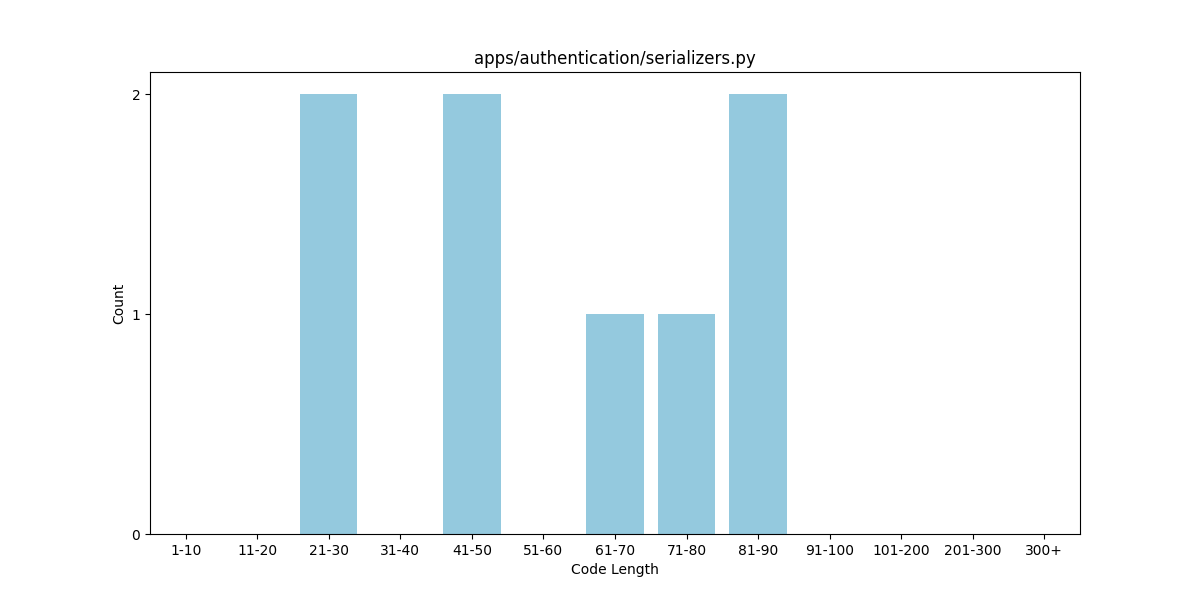 apps/authentication/serializers.py
Count
2
1
0
1-10 11-20 21-30 31-40 41-50 51-60 61-70 71-80 81-90 91-100 101-200 201-300 300+
Code Length